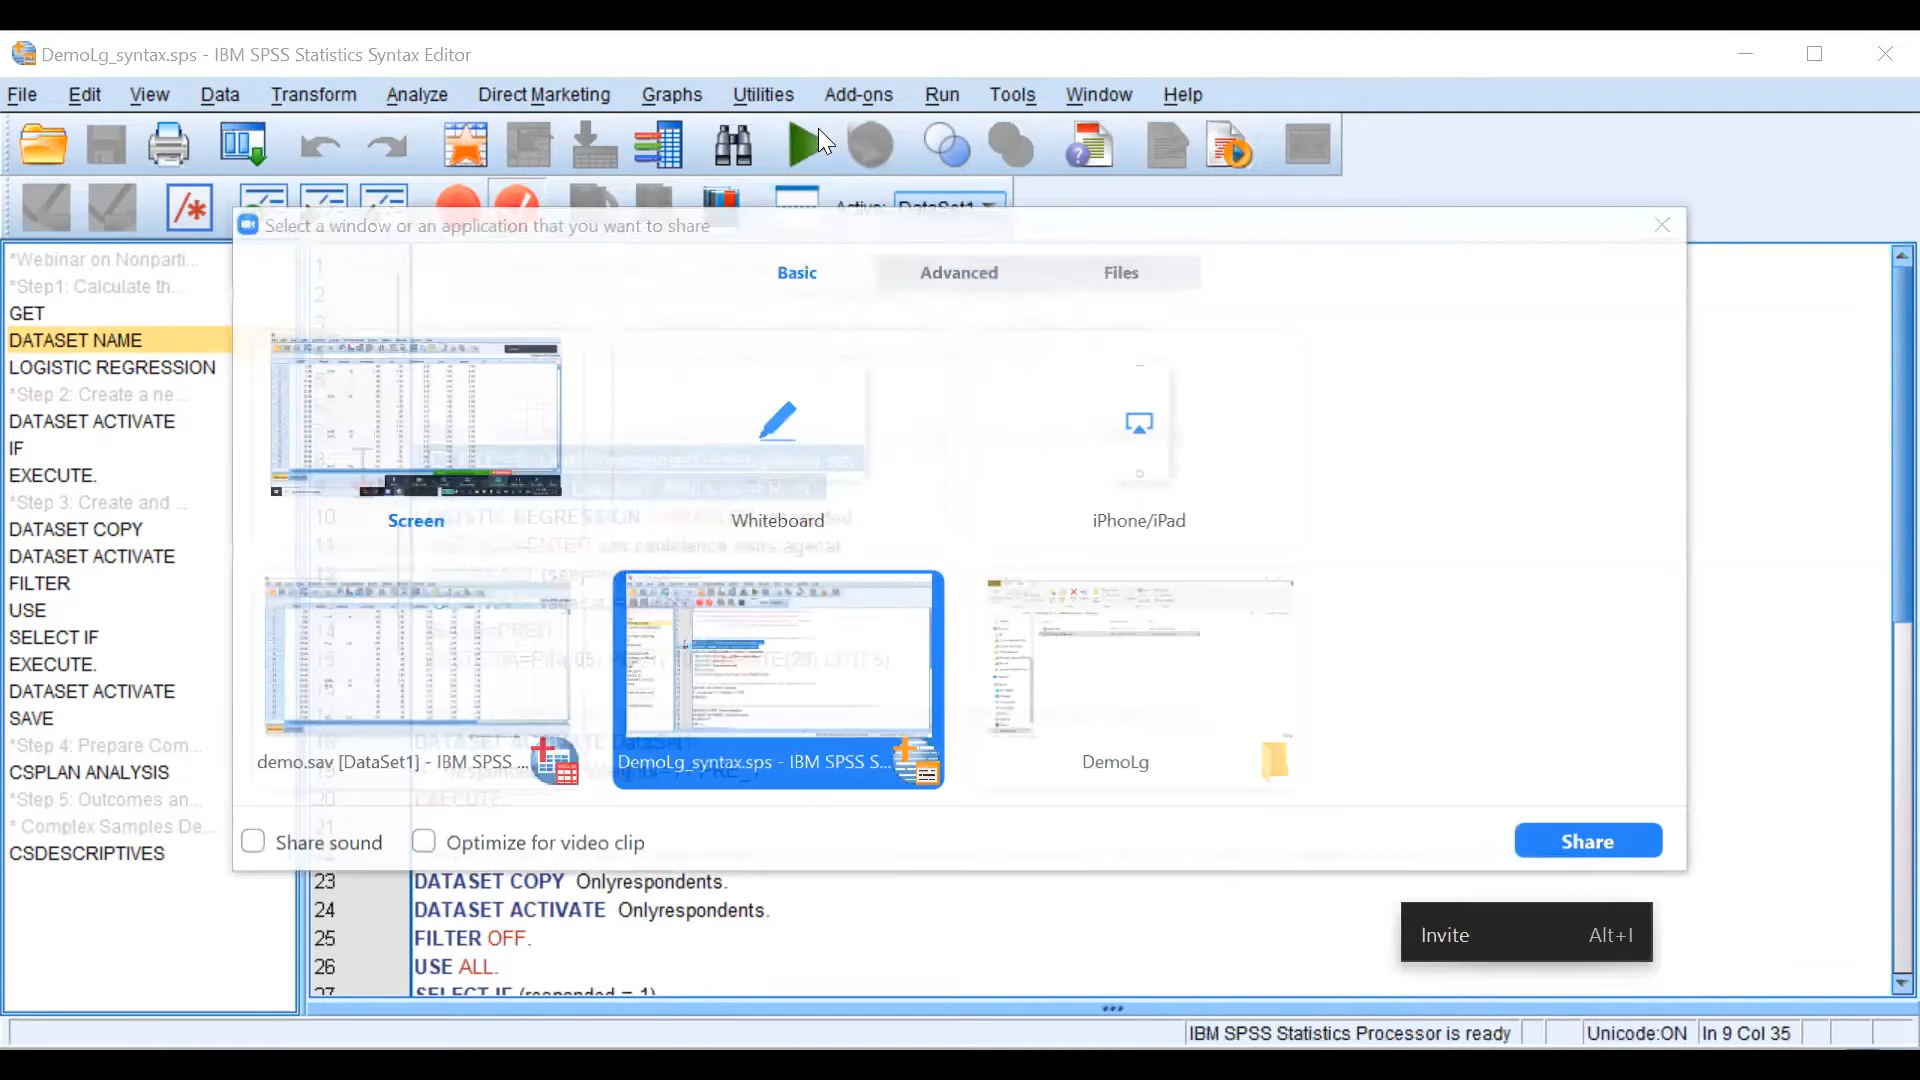 DemoLg_syntax.sps - IBM SPSS Statistics Syntax Editor
File Edit View Data Transform Analyze Direct Marketing Graphs Utilities Add-ons Run Tools Window Help
Active: DataSet1
Select a window or an application that you want to share
Basic Advanced Files
*Webinar on Nonparti...
*Step1: Calculate th...
GET
DATASET NAME
LOGISTIC REGRESSION
*Step 2: Create a ne...
DATASET ACTIVATE
IF
EXECUTE.
*Step 3: Create and ...
DATASET COPY
DATASET ACTIVATE
FILTER
USE
SELECT IF
EXECUTE.
DATASET ACTIVATE
SAVE
*Step 4: Prepare Com...
CSPLAN ANALYSIS
*Step 5: Outcomes an...
* Complex Samples De...
CSDESCRIPTIVES
Screen
Whiteboard
iPhone/iPad
demo.sav [DataSet1] - IBM SPSS ...
DemoLg_syntax.sps - IBM SPSS S...
DemoLg
Share sound
Optimize for video clip
Share
23 DATASET COPY Onlyrespondents.
24 DATASET ACTIVATE Onlyrespondents.
25 FILTER OFF.
26 USE ALL.
27 SELECT IF (responded = 1)
Invite Alt+I
IBM SPSS Statistics Processor is ready Unicode:ON In 9 Col 35